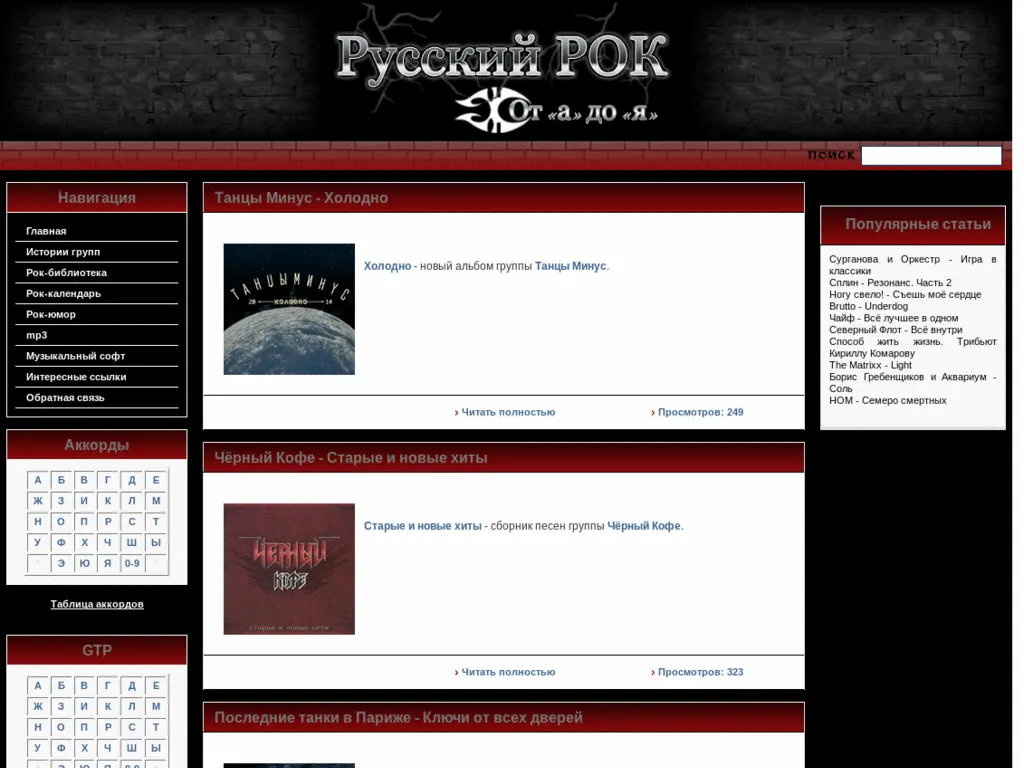 Русский РОК
От «а» до «я»
поиск
Навигация
Главная
Истории групп
Рок-библиотека
Рок-календарь
Рок-юмор
mp3
Музыкальный софт
Интересные ссылки
Обратная связь
Аккорды
А Б В Г Д Е
Ж З И К Л М
Н О П Р С Т
У Ф Х Ч Ш Ы
Э Ю Я 0-9
Таблица аккордов
GTP
А Б В Г Д Е
Ж З И К Л М
Н О П Р С Т
У Ф Х Ч Ш Ы
Э Ю Я 0-9
Танцы Минус - Холодно
ТАНЦЫ МИНУС
20 ХОЛОДНО 14
Холодно - новый альбом группы Танцы Минус.
› Читать полностью
› Просмотров: 249
Чёрный Кофе - Старые и новые хиты
ЧЕРНЫЙ
КОФЕ
старые и новые хиты
Старые и новые хиты - сборник песен группы Чёрный Кофе.
› Читать полностью
› Просмотров: 323
Последние танки в Париже - Ключи от всех дверей
Популярные статьи
Сурганова и Оркестр - Игра в
классики
Сплин - Резонанс. Часть 2
Ногу свело! - Съешь моё сердце
Brutto - Underdog
Чайф - Всё лучшее в одном
Северный Флот - Всё внутри
Способ жить жизнь. Трибьют
Кириллу Комарову
The Matrixx - Light
Борис Гребенщиков и Аквариум -
Соль
НОМ - Семеро смертных